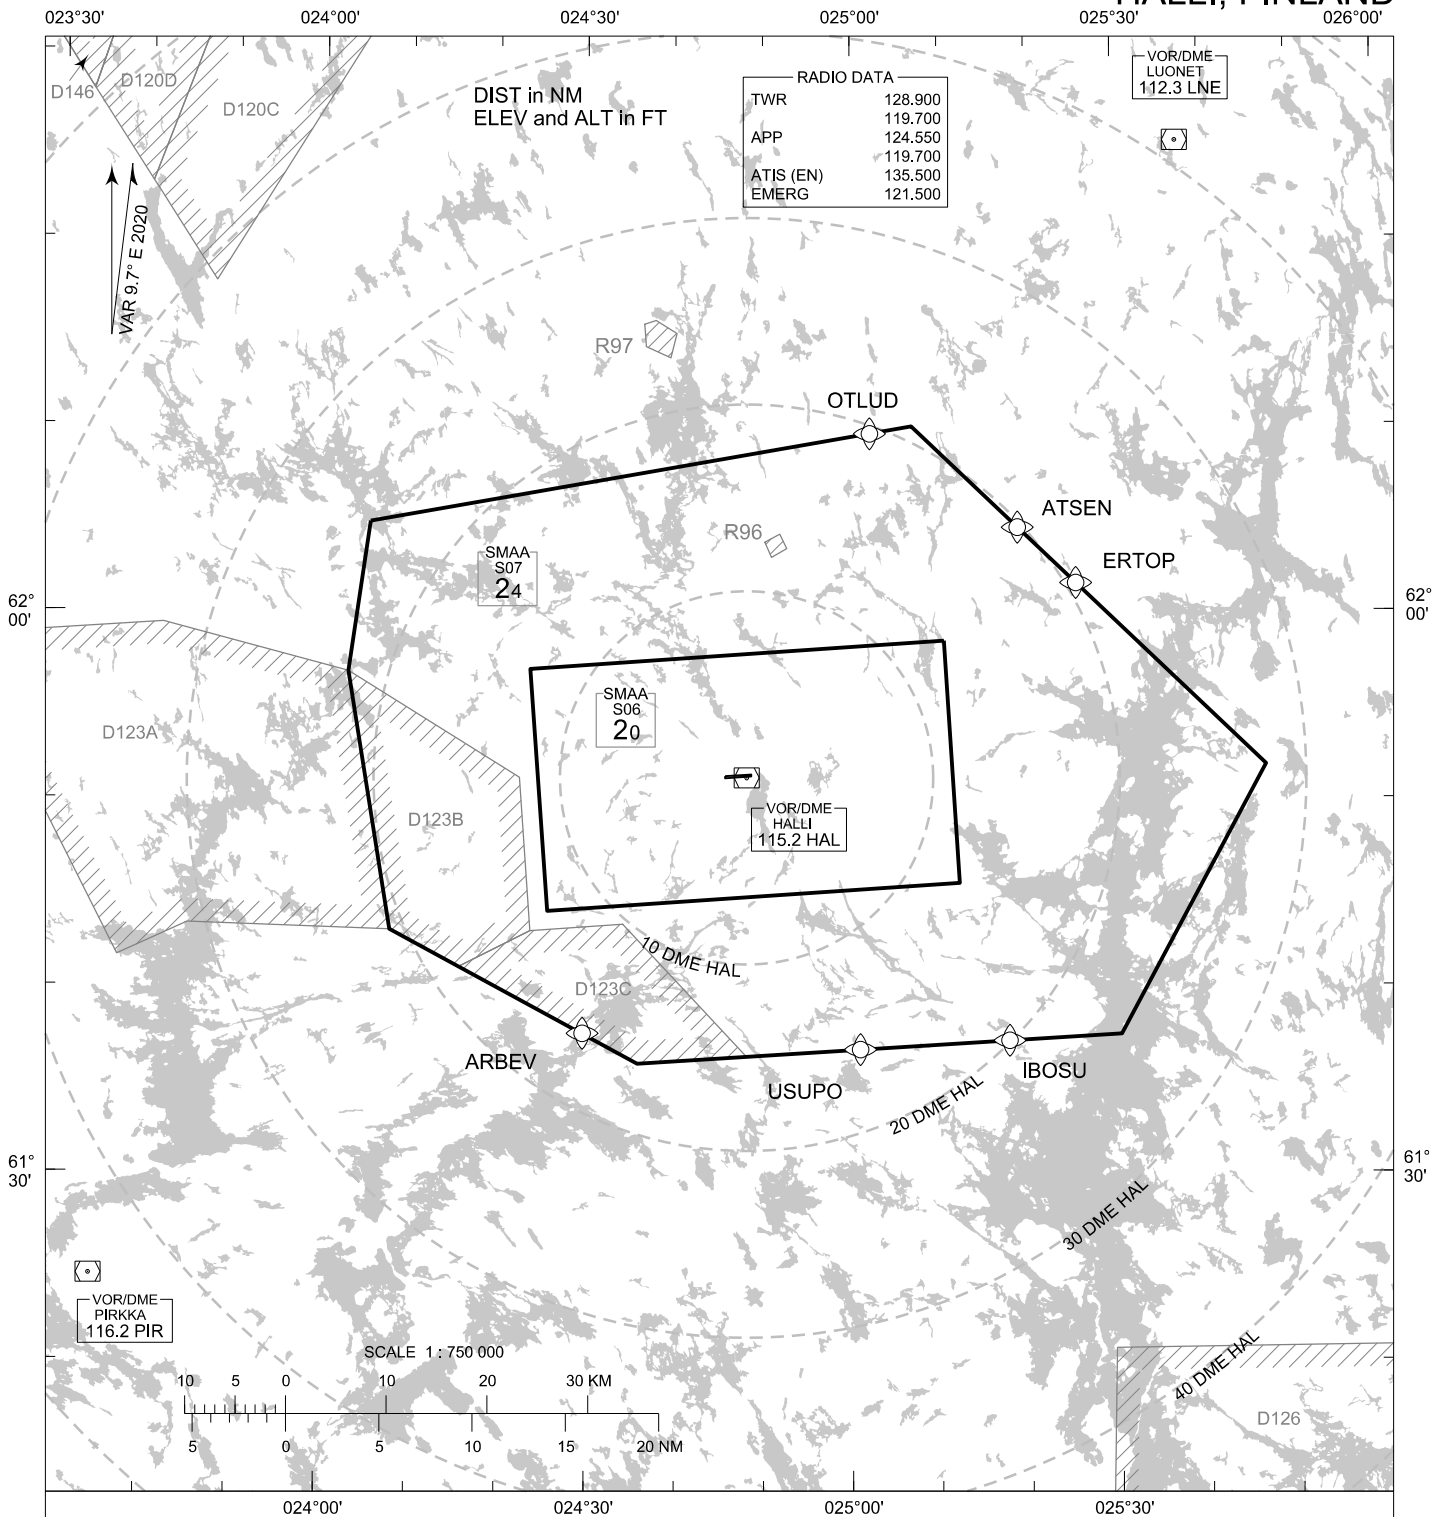 HALLI, FINLAND
023°30' 024°00' 024°30' 025°00' 025°30' 026°00'
D146
D120D
D120C
DIST in NM
ELEV and ALT in FT
RADIO DATA
TWR 128.900
119.700
APP 124.550
119.700
ATIS (EN) 135.500
EMERG 121.500
VOR/DME
LUONET
112.3 LNE
VAR 9.7° E 2020
R97
OTLUD
ATSEN
R96
ERTOP
SMAA
S07
24
62°
00'
62°
00'
SMAA
S06
20
D123A
D123B
VOR/DME
HALLI
115.2 HAL
10 DME HAL
D123C
ARBEV
USUPO
IBOSU
20 DME HAL
61°
30'
61°
30'
30 DME HAL
VOR/DME
PIRKKA
116.2 PIR
SCALE 1 : 750 000
10 5 0 10 20 30 KM
5 0 5 10 15 20 NM
40 DME HAL
D126
024°00' 024°30' 025°00' 025°30'